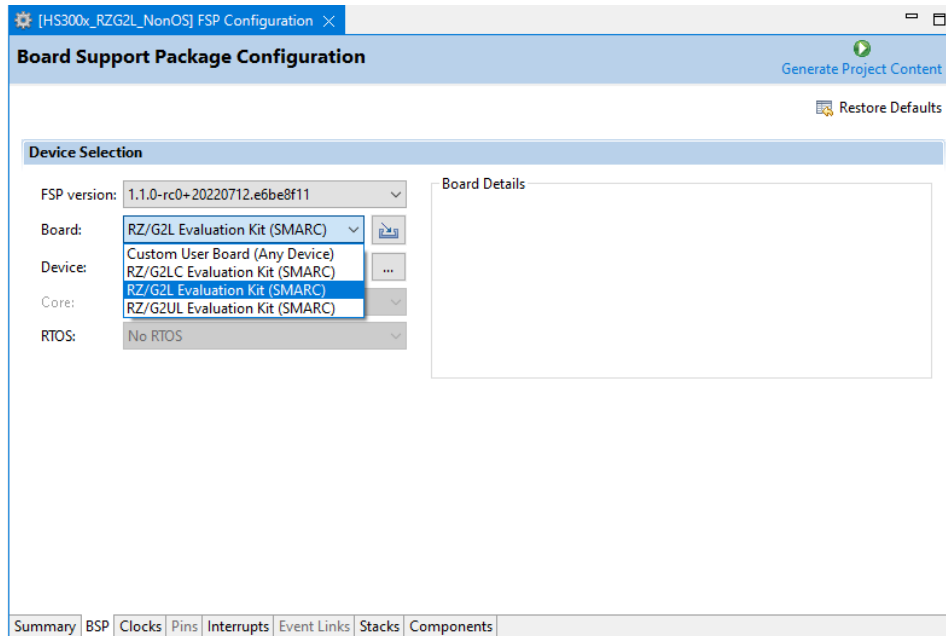 [HS300x_RZG2L_NonOS] FSP Configuration
Board Support Package Configuration
Generate Project Content
Restore Defaults
Device Selection
FSP version: 1.1.0-rc0+20220712.e6be8f11
Board Details
Board: RZ/G2L Evaluation Kit (SMARC)
Custom User Board (Any Device)
Device: RZ/G2LC Evaluation Kit (SMARC) ...
RZ/G2L Evaluation Kit (SMARC)
Core: RZ/G2UL Evaluation Kit (SMARC)
RTOS: No RTOS
Summary BSP Clocks Pins Interrupts Event Links Stacks Components